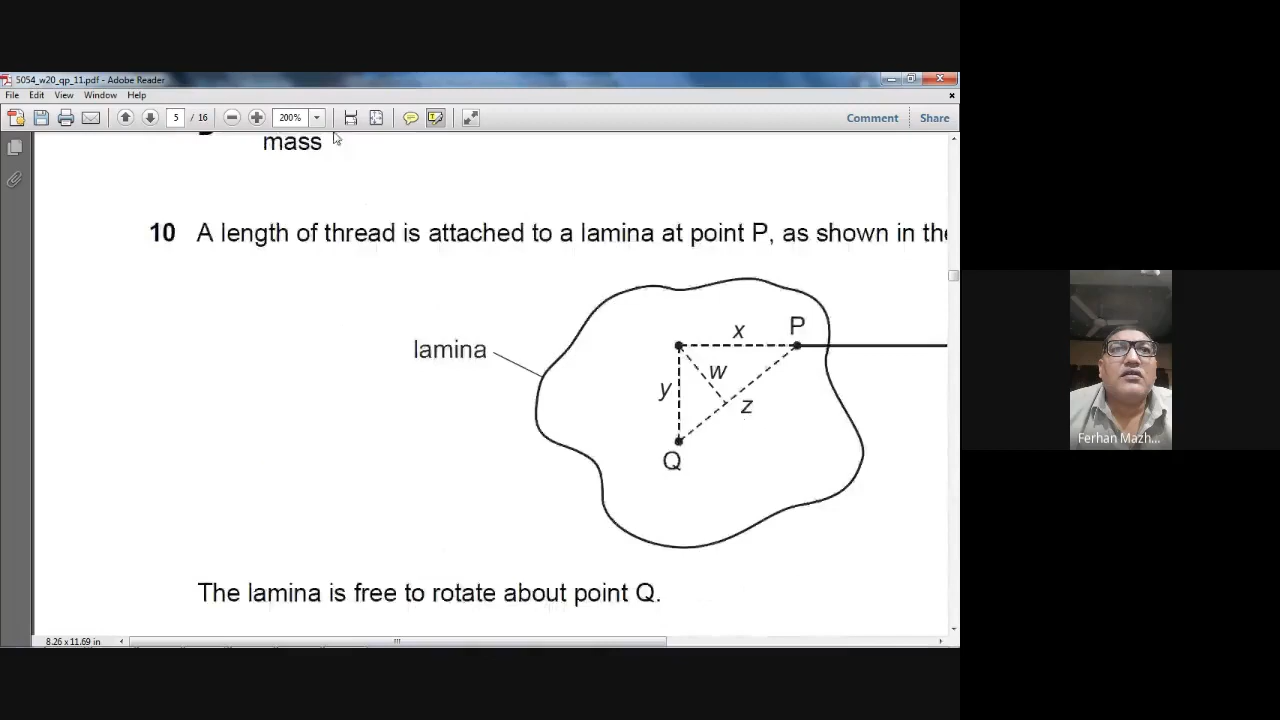 5054_w20_qp_11.pdf - Adobe Reader
File Edit View Window Help
5 / 16 200% Comment Share
mass
10 A length of thread is attached to a lamina at point P, as shown in the
P
x
lamina
w
y
z
Q
Ferhan Mazh...
The lamina is free to rotate about point Q.
8.26 x 11.69 in